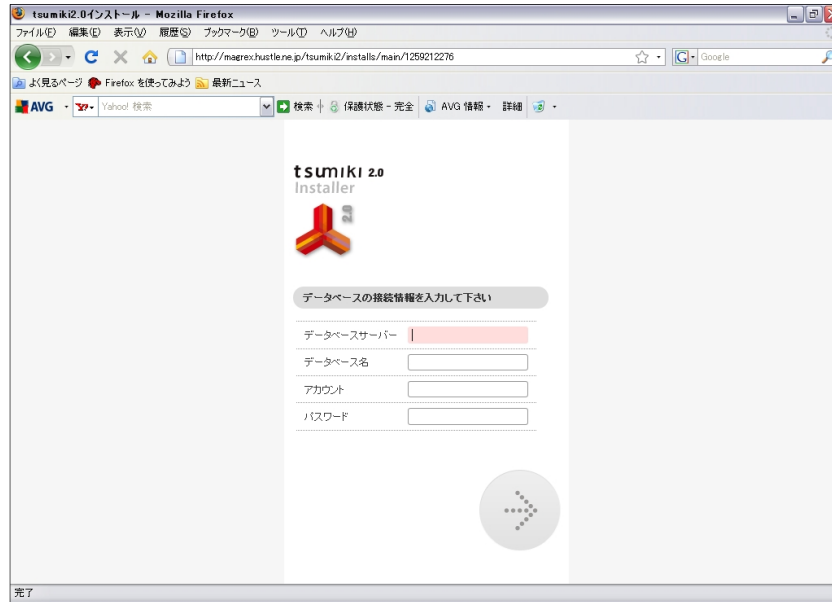 tsumiki2.0インストール - Mozilla Firefox
ファイル(F) 編集(E) 表示(V) 履歴(S) ブックマーク(B) ツール(T) ヘルプ(H)
http://magrex.hustle.ne.jp/tsumiki2/installs/main/1259212276
G Google
よく見るページ Firefox を使ってみよう 最新ニュース
AVG Y! Yahoo! 検索 検索 保護状態 - 完全 AVG 情報 詳細
tsumiki 2.0
Installer
2.0
データベースの接続情報を入力して下さい
データベースサーバー
データベース名
アカウント
パスワード
完了